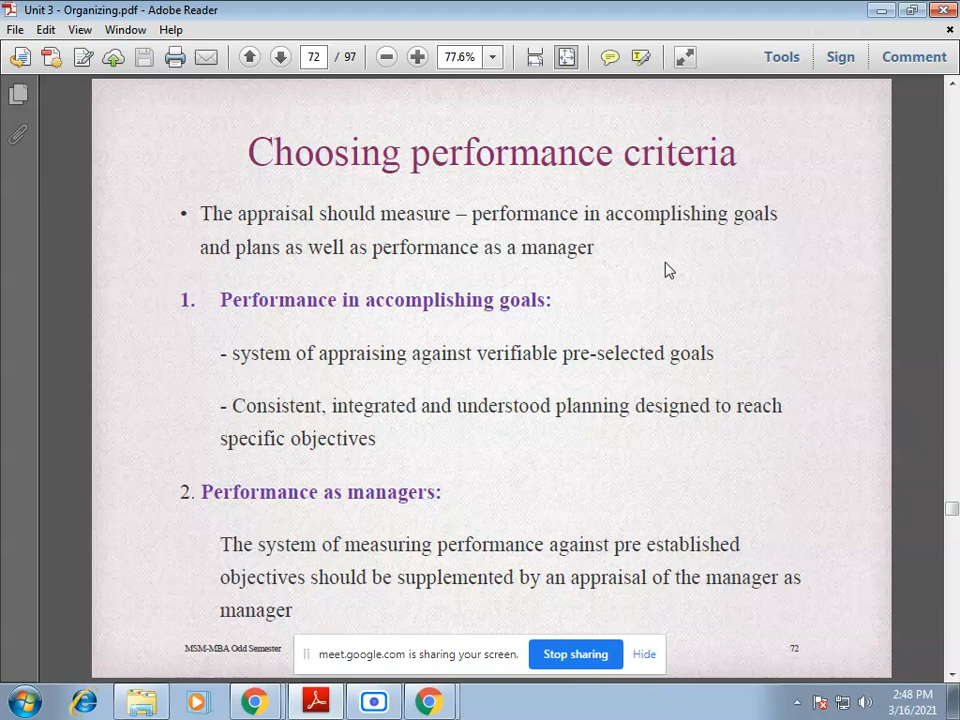 Unit 3 - Organizing.pdf - Adobe Reader
File Edit View Window Help
72 / 97 77.6% Tools Sign Comment
Choosing performance criteria
• The appraisal should measure – performance in accomplishing goals
and plans as well as performance as a manager
1. Performance in accomplishing goals:
- system of appraising against verifiable pre-selected goals
- Consistent, integrated and understood planning designed to reach
specific objectives
2. Performance as managers:
The system of measuring performance against pre established
objectives should be supplemented by an appraisal of the manager as
manager
MSM-MBA Odd Semester
72
meet.google.com is sharing your screen. Stop sharing Hide
2:48 PM
3/16/2021